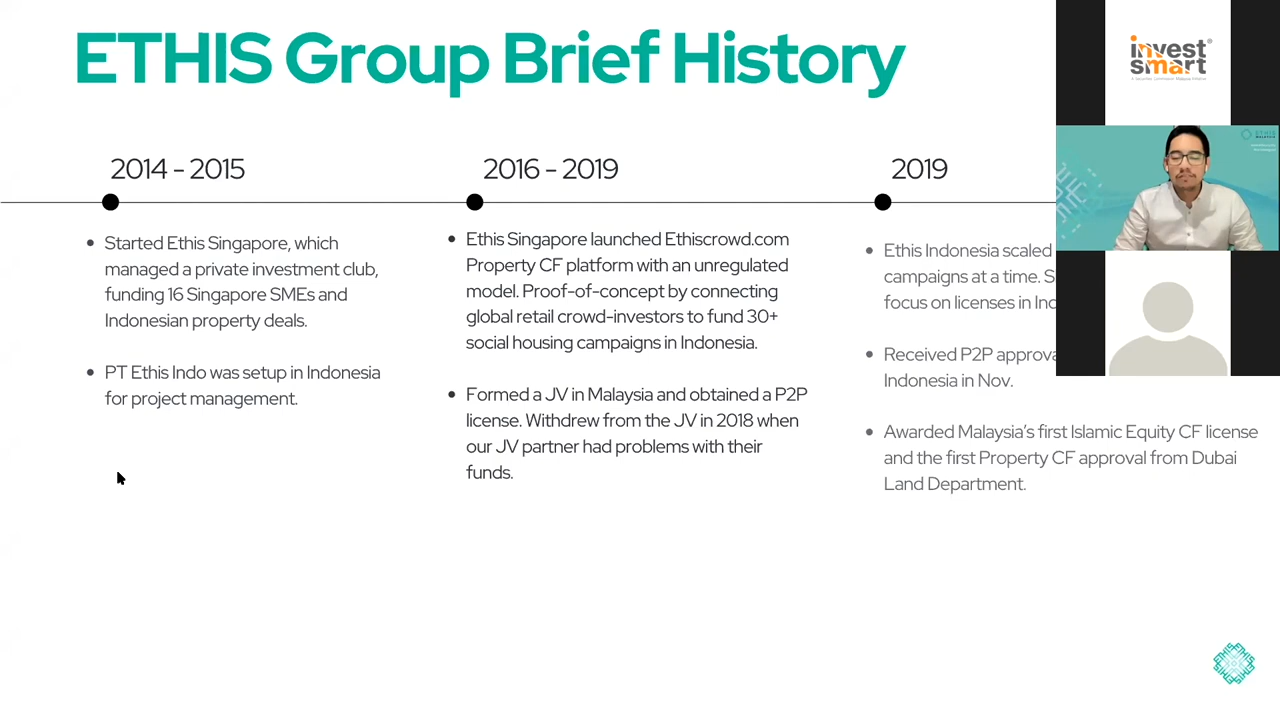 ETHIS Group Brief History
invest
smart
2014 - 2015
2016 - 2019
2019
Started Ethis Singapore, which
managed a private investment club,
funding 16 Singapore SMEs and
Indonesian property deals.
PT Ethis Indo was setup in Indonesia
for project management.
Ethis Singapore launched Ethiscrowd.com
Property CF platform with an unregulated
model. Proof-of-concept by connecting
global retail crowd-investors to fund 30+
social housing campaigns in Indonesia.
Formed a JV in Malaysia and obtained a P2P
license. Withdrew from the JV in 2018 when
our JV partner had problems with their
funds.
Ethis Indonesia scaled
campaigns at a time. S
focus on licenses in Ind
Received P2P approva
Indonesia in Nov.
Awarded Malaysia's first Islamic Equity CF license
and the first Property CF approval from Dubai
Land Department.
ETHIS